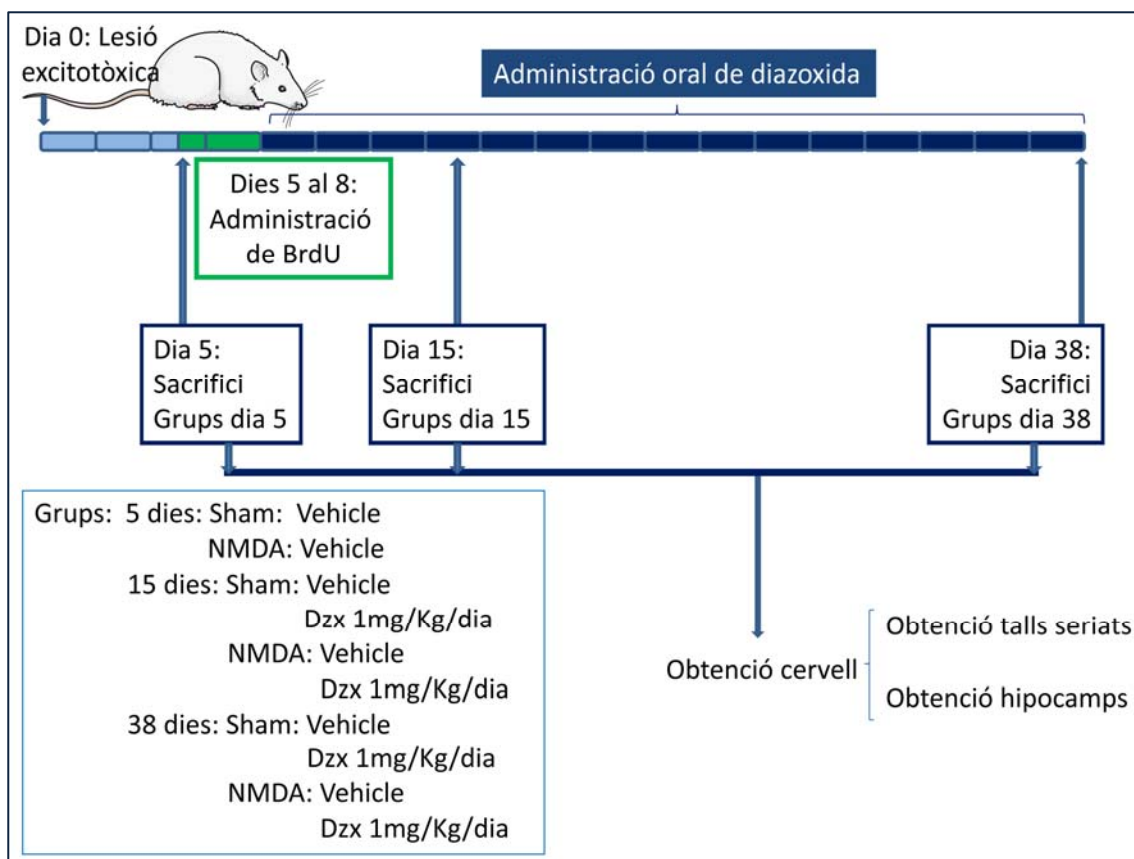 Dia 0: Lesió
excitotòxica
Administració oral de diazoxida
Dies 5 al 8:
Administració
de BrdU
Dia 5:
Sacrifici
Grups dia 5
Dia 15:
Sacrifici
Grups dia 15
Dia 38:
Sacrifici
Grups dia 38
Grups: 5 dies: Sham: Vehicle
NMDA: Vehicle
15 dies: Sham: Vehicle
Dzx 1mg/Kg/dia
NMDA: Vehicle
Dzx 1mg/Kg/dia
38 dies: Sham: Vehicle
Dzx 1mg/Kg/dia
NMDA: Vehicle
Dzx 1mg/Kg/dia
Obtenció cervell
Obtenció talls seriats
Obtenció hipocamps